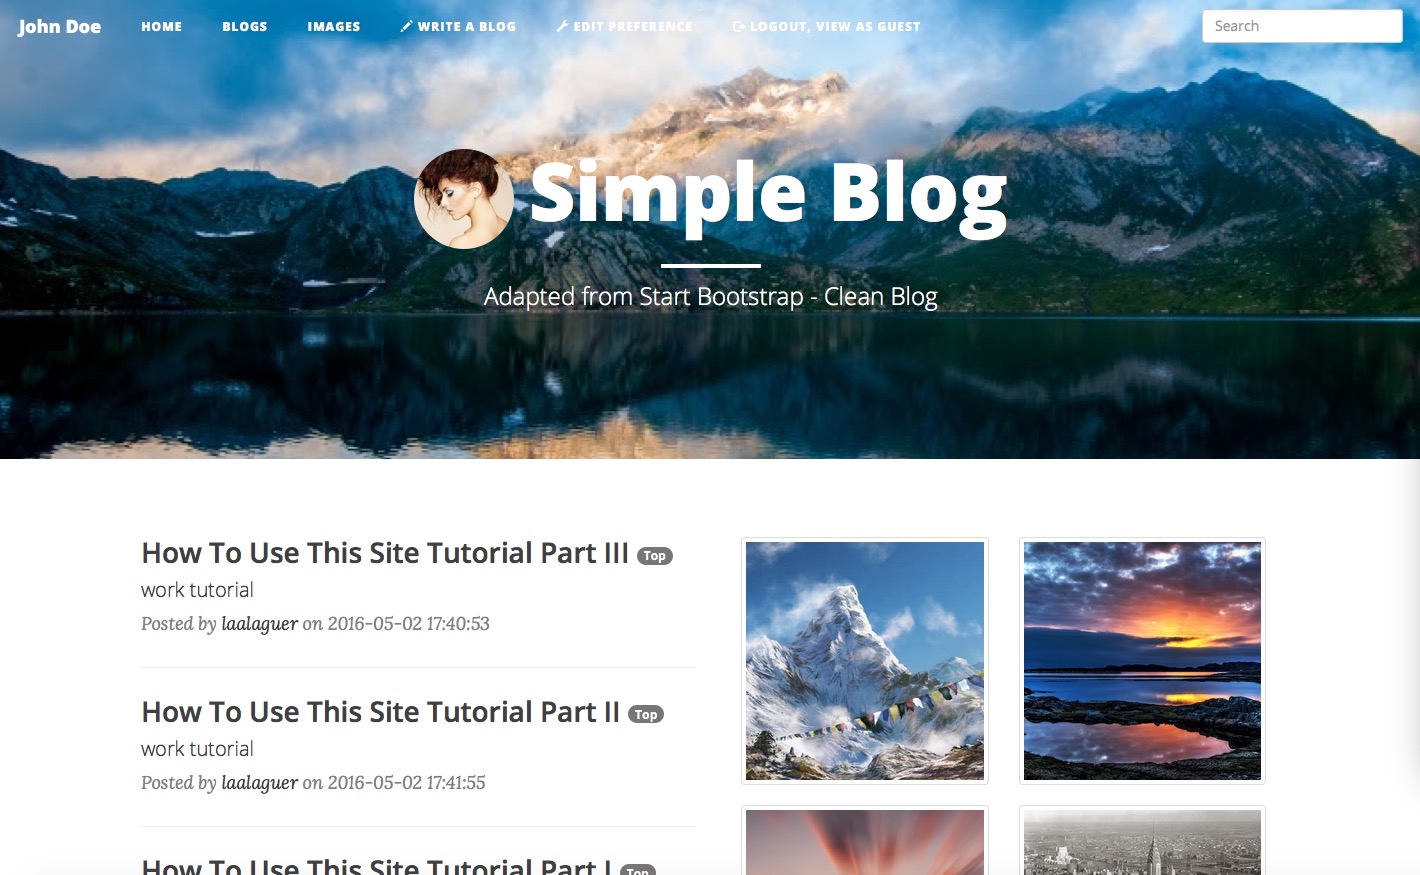 John Doe HOME BLOGS IMAGES WRITE A BLOG EDIT PREFERENCE LOGOUT, VIEW AS GUEST Search
Simple Blog
Adapted from Start Bootstrap - Clean Blog
How To Use This Site Tutorial Part III Top
work tutorial
Posted by laalaguer on 2016-05-02 17:40:53
How To Use This Site Tutorial Part II Top
work tutorial
Posted by laalaguer on 2016-05-02 17:41:55
How To Use This Site Tutorial Part I Top